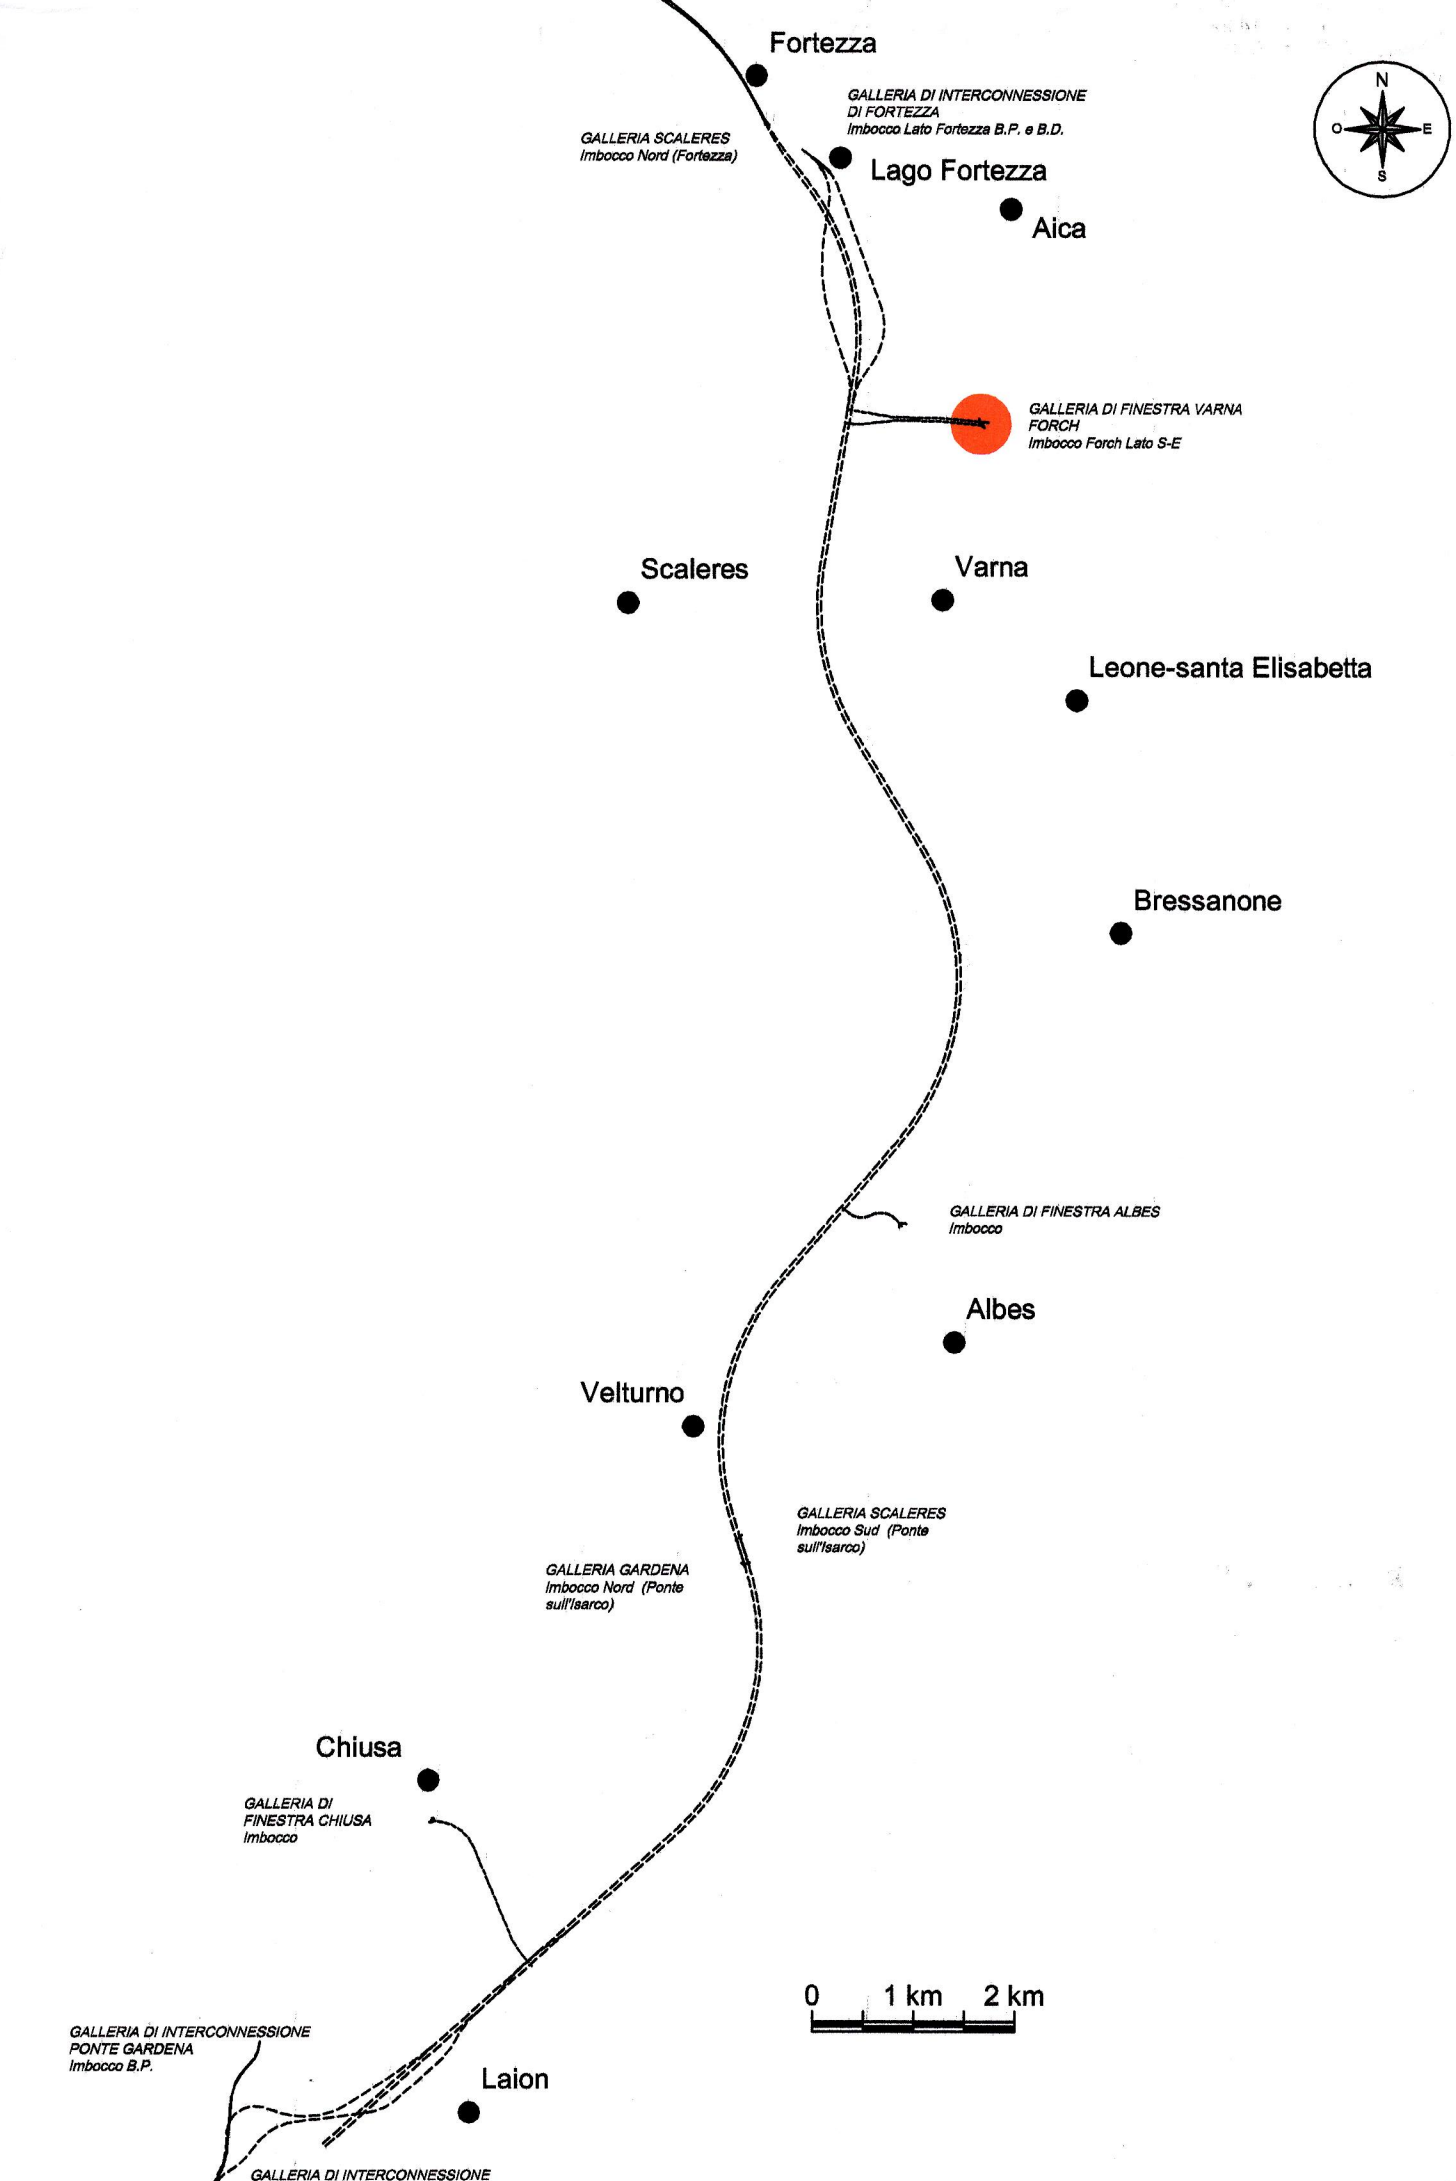 Fortezza
GALLERIA DI INTERCONNESSIONE
DI FORTEZZA
Imbocco Lato Fortezza B.P. e B.D.
GALLERIA SCALERES
Imbocco Nord (Fortezza)
Lago Fortezza
Aica
N
O
E
S
GALLERIA DI FINESTRA VARNA
FORCH
Imbocco Forch Lato S-E
Scaleres
Varna
Leone-santa Elisabetta
Bressanone
GALLERIA DI FINESTRA ALBES
Imbocco
Albes
Velturno
GALLERIA SCALERES
Imbocco Sud (Ponte
sull'Isarco)
GALLERIA GARDENA
Imbocco Nord (Ponte
sull'Isarco)
Chiusa
GALLERIA DI
FINESTRA CHIUSA
Imbocco
0 1 km 2 km
GALLERIA DI INTERCONNESSIONE
PONTE GARDENA
Imbocco B.P.
Laion
GALLERIA DI INTERCONNESSIONE